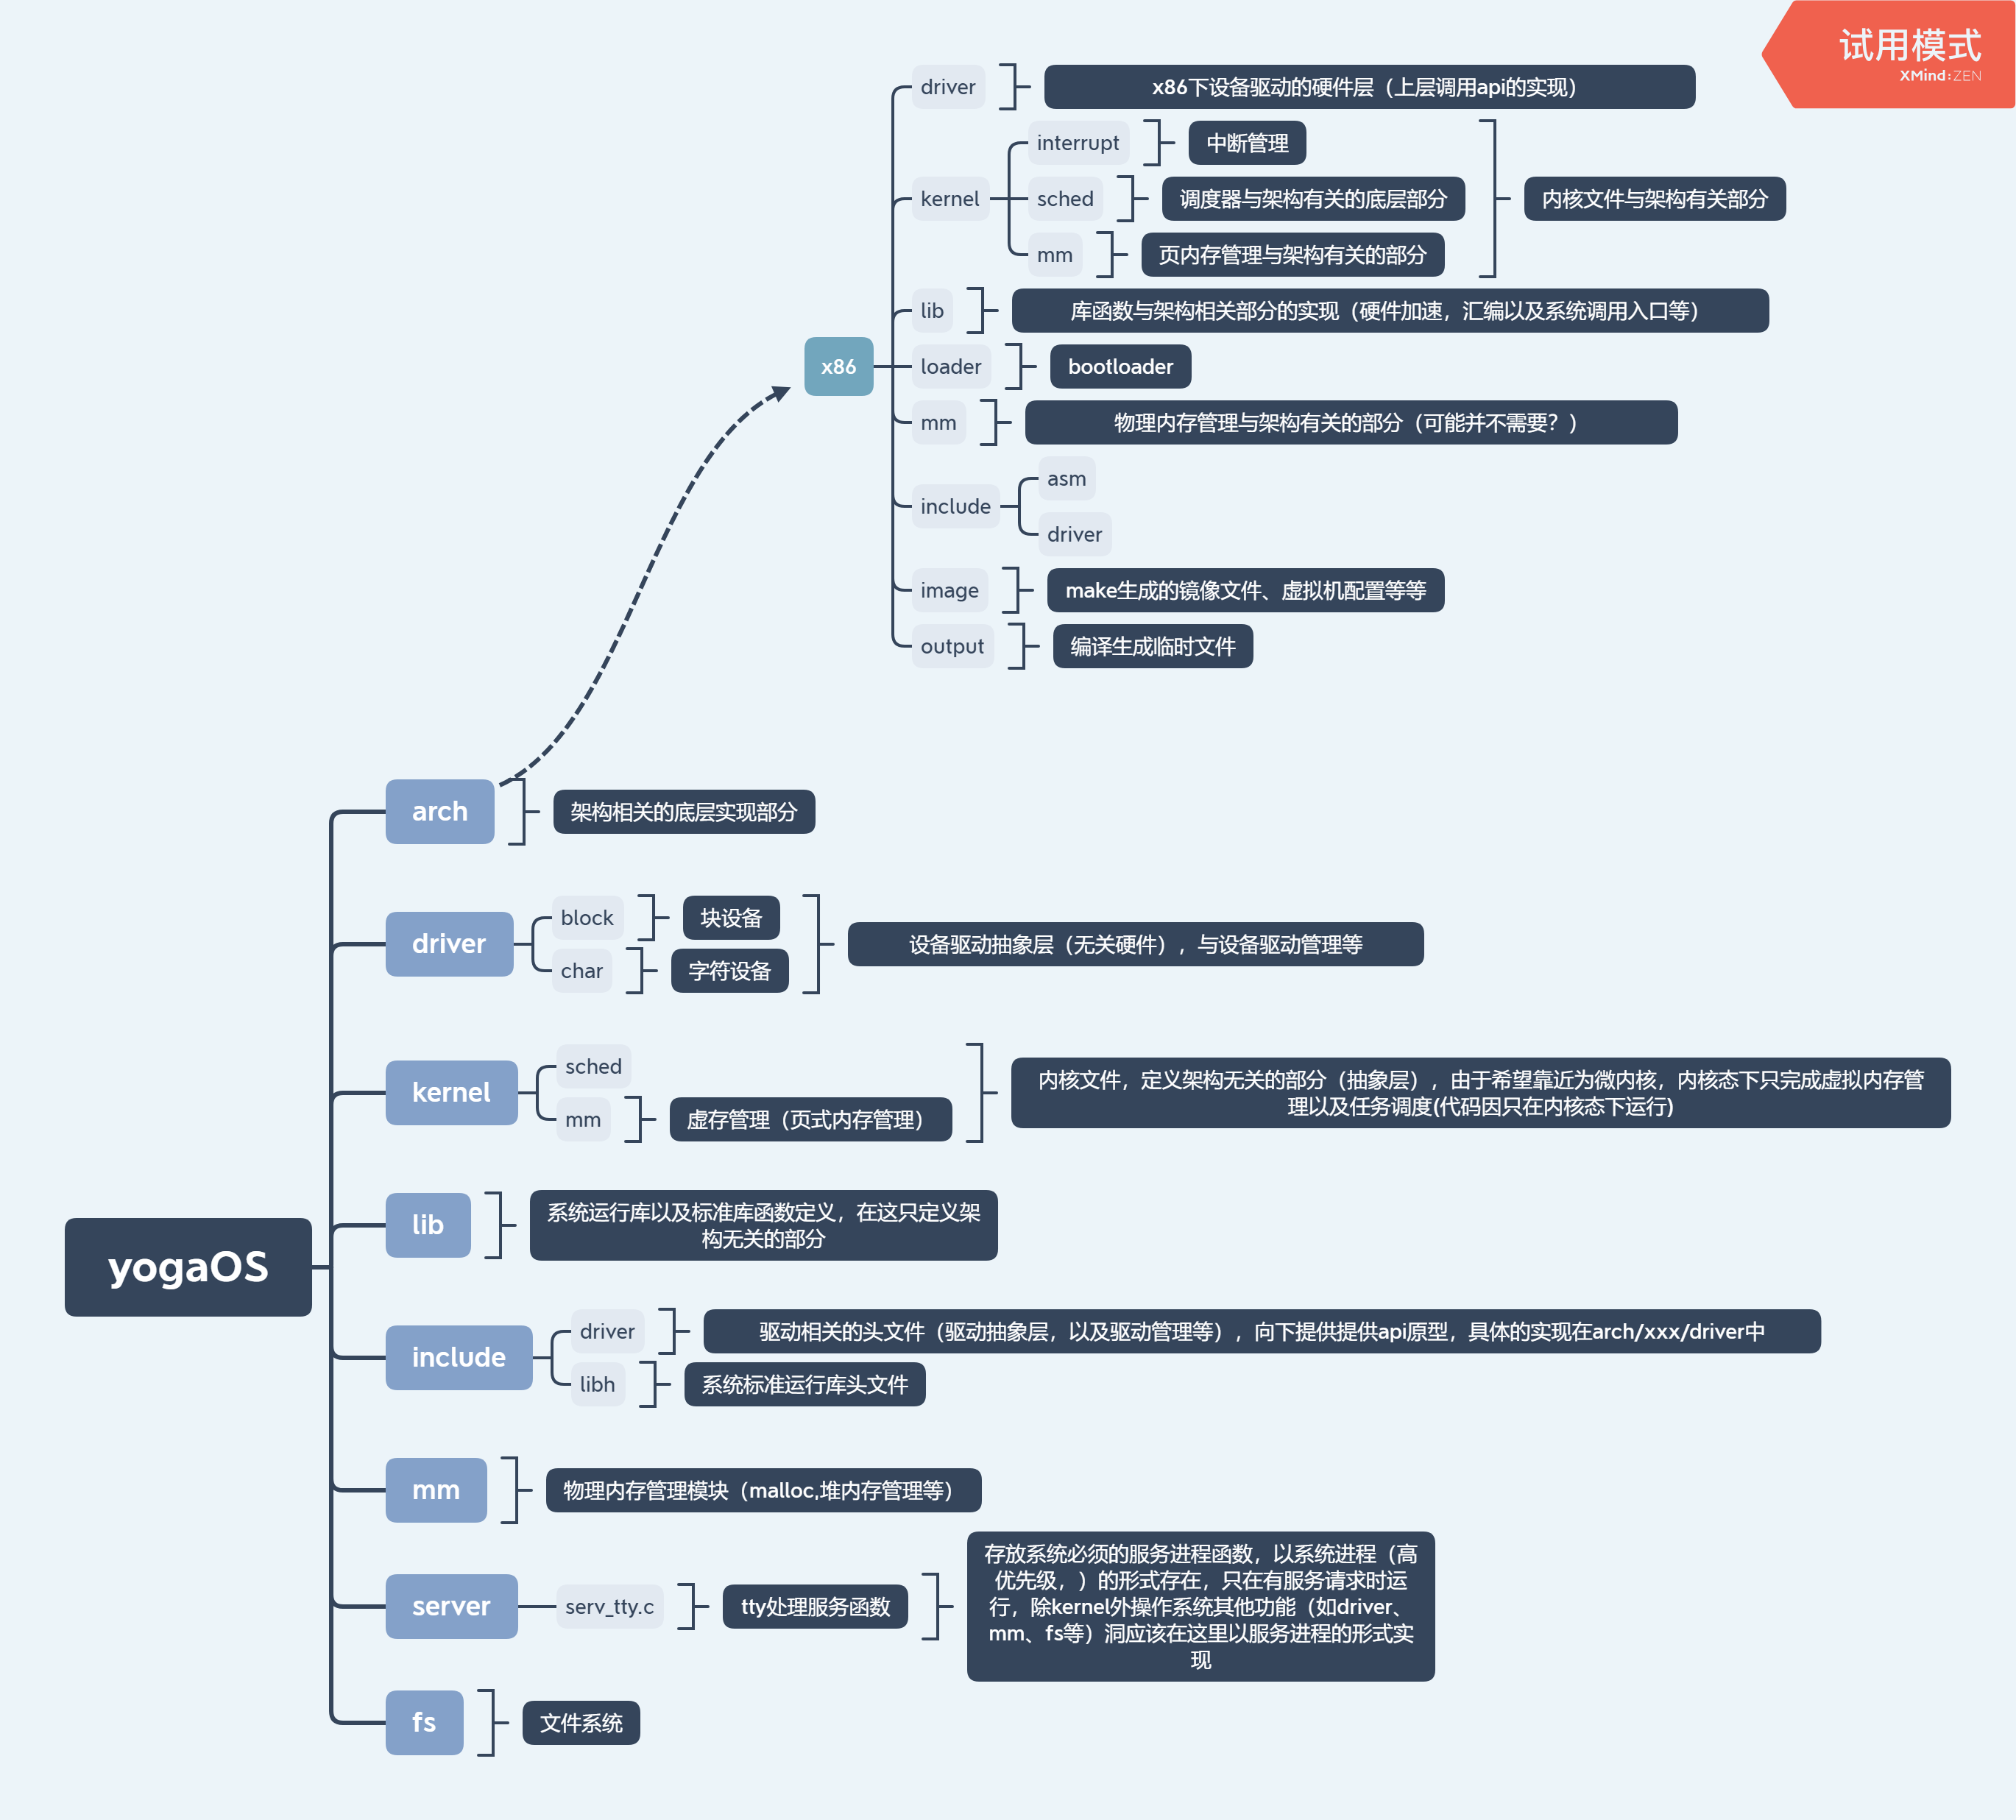 试用模式
XMind:ZEN
driver
x86下设备驱动的硬件层（上层调用api的实现）
interrupt
中断管理
kernel
sched
调度器与架构有关的底层部分
内核文件与架构有关部分
mm
页内存管理与架构有关的部分
lib
库函数与架构相关部分的实现（硬件加速，汇编以及系统调用入口等）
x86
loader
bootloader
mm
物理内存管理与架构有关的部分（可能并不需要？）
include
asm
driver
image
make生成的镜像文件、虚拟机配置等等
output
编译生成临时文件
arch
架构相关的底层实现部分
driver
block
块设备
char
字符设备
设备驱动抽象层（无关硬件），与设备驱动管理等
kernel
sched
mm
虚存管理（页式内存管理）
内核文件，定义架构无关的部分（抽象层），由于希望靠近为微内核，内核态下只完成虚拟内存管
理以及任务调度(代码因只在内核态下运行)
lib
系统运行库以及标准库函数定义，在这只定义架
构无关的部分
yogaOS
include
driver
驱动相关的头文件（驱动抽象层，以及驱动管理等），向下提供提供api原型，具体的实现在arch/xxx/driver中
libh
系统标准运行库头文件
mm
物理内存管理模块（malloc,堆内存管理等）
server
serv_tty.c
tty处理服务函数
存放系统必须的服务进程函数，以系统进程（高
优先级，）的形式存在，只在有服务请求时运
行，除kernel外操作系统其他功能（如driver、
mm、fs等）洞应该在这里以服务进程的形式实
现
fs
文件系统